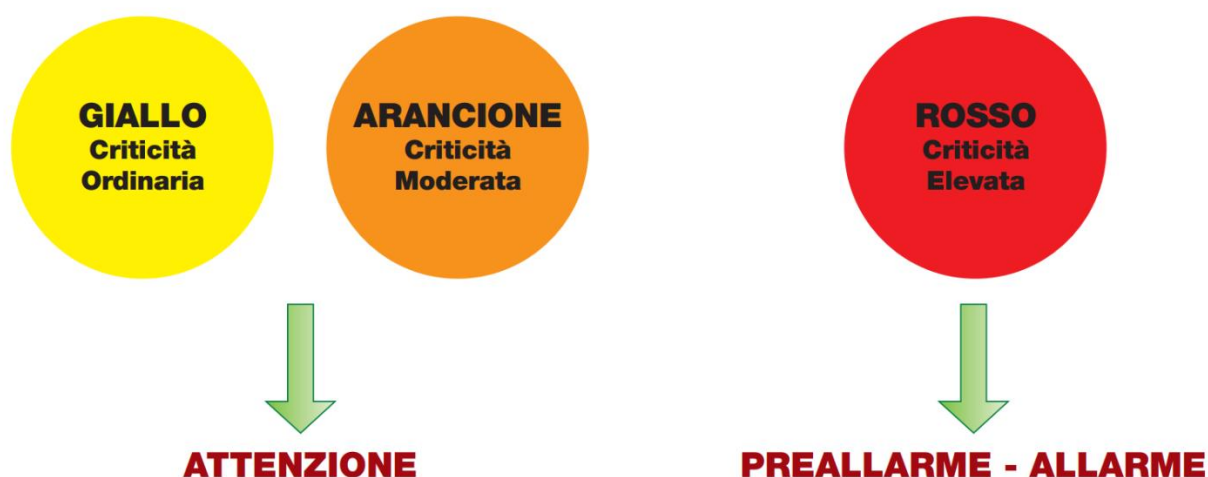 GIALLO
Criticità
Ordinaria
ARANCIONE
Criticità
Moderata
ROSSO
Criticità
Elevata
ATTENZIONE
PREALLARME - ALLARME